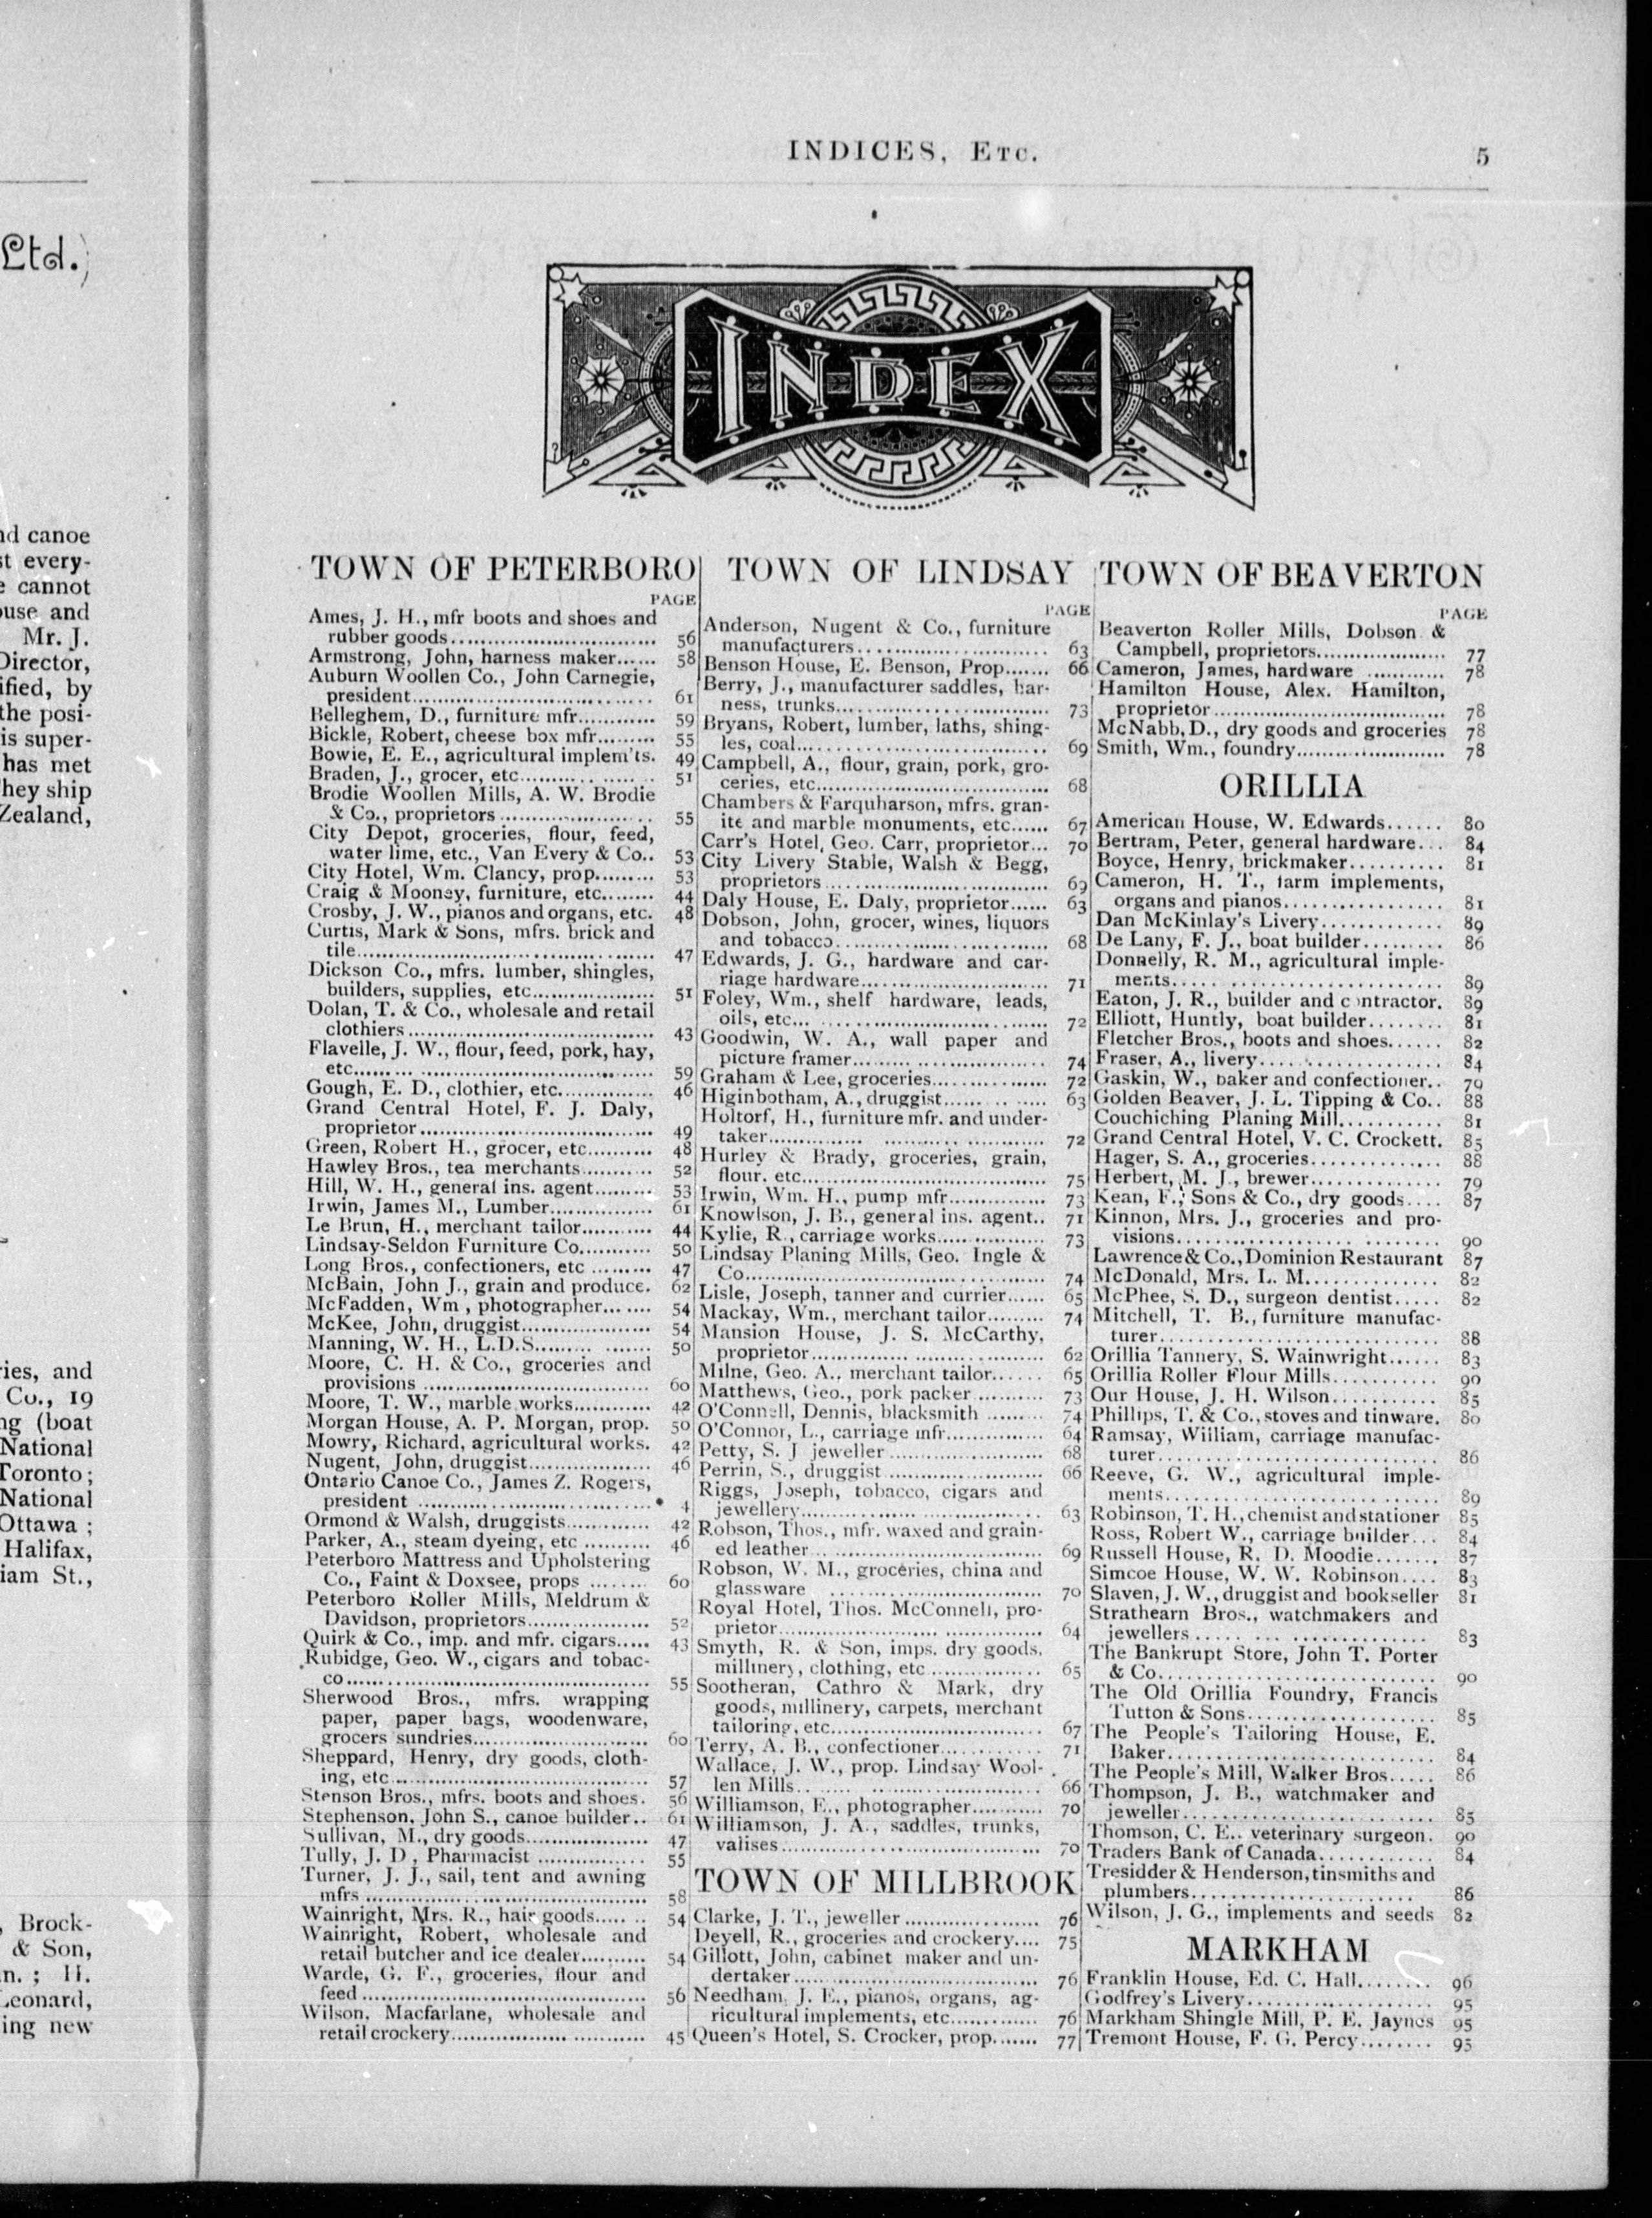 Ltd.)
nd canoe
st every-
e cannot
ouse and
Mr. J.
Director,
ified, by
the posi-
is super-
has met
They ship
Zealand,
ries, and
Co., 19
ng (boat
National
Toronto;
National
Ottawa ;
Halifax,
iam St.,
, Brock-
& Son,
n. ; H.
Leonard,
ing new
INDICES, ETC.
5
INDEX
TOWN OF PETERBORO
PAGE
Ames, J. H., mfr boots and shoes and
rubber goods.............................. 56
Armstrong, John, harness maker...... 58
Auburn Woollen Co., John Carnegie,
president................................... 61
Belleghem, D., furniture mfr............ 59
Bickle, Robert, cheese box mfr......... 55
Bowie, E. E., agricultural implem'ts. 49
Braden, J., grocer, etc.................... 51
Brodie Woollen Mills, A. W. Brodie
& Co., proprietors ...................... 55
City Depot, groceries, flour, feed,
water lime, etc., Van Every & Co.. 53
City Hotel, Wm. Clancy, prop......... 53
Craig & Mooney, furniture, etc........ 44
Crosby, J. W., pianos and organs, etc. 48
Curtis, Mark & Sons, mfrs. brick and
tile........................................... 47
Dickson Co., mfrs. lumber, shingles,
builders, supplies, etc.................. 51
Dolan, T. & Co., wholesale and retail
clothiers.................................... 43
Flavelle, J. W., flour, feed, pork, hay,
etc........................................... 59
Gough, E. D., clothier, etc.............. 46
Grand Central Hotel, F. J. Daly,
proprietor.................................. 49
Green, Robert H., grocer, etc.......... 48
Hawley Bros., tea merchants........... 52
Hill, W. H., general ins. agent......... 53
Irwin, James M., Lumber................ 61
Le Brun, H., merchant tailor........... 44
Lindsay-Seldon Furniture Co........... 50
Long Bros., confectioners, etc ......... 47
McBain, John J., grain and produce. 62
McFadden, Wm , photographer....... 54
McKee, John, druggist................... 54
Manning, W. H., L.D.S................. 50
Moore, C. H. & Co., groceries and
provisions ................................. 60
Moore, T. W., marble works............ 42
Morgan House, A. P. Morgan, prop. 50
Mowry, Richard, agricultural works. 42
Nugent, John, druggist.................. 46
Ontario Canoe Co., James Z. Rogers,
president .................................. 4
Ormond & Walsh, druggists............ 42
Parker, A., steam dyeing, etc .......... 46
Peterboro Mattress and Upholstering
Co., Faint & Doxsee, props ........ 60
Peterboro Roller Mills, Meldrum &
Davidson, proprietors.................. 52
Quirk & Co., imp. and mfr. cigars..... 43
Rubidge, Geo. W., cigars and tobac-
co............................................ 55
Sherwood Bros., mfrs. wrapping
paper, paper bags, woodenware,
grocers sundries......................... 60
Sheppard, Henry, dry goods, cloth-
ing, etc..................................... 57
Stenson Bros., mfrs. boots and shoes. 56
Stephenson, John S., canoe builder.. 61
Sullivan, M., dry goods.................. 47
Tully, J. D , Pharmacist ................ 55
Turner, J. J., sail, tent and awning
mfrs ........................................ 58
Wainright, Mrs. R., hair goods....... 54
Wainright, Robert, wholesale and
retail butcher and ice dealer.......... 54
Warde, G. F., groceries, flour and
feed ......................................... 56
Wilson, Macfarlane, wholesale and
retail crockery............................ 45
TOWN OF LINDSAY
PAGE
Anderson, Nugent & Co., furniture
manufacturers............................ 63
Benson House, E. Benson, Prop....... 66
Berry, J., manufacturer saddles, har-
ness, trunks............................... 73
Bryans, Robert, lumber, laths, shing-
les, coal.................................... 69
Campbell, A., flour, grain, pork, gro-
ceries, etc.................................. 68
Chambers & Farquharson, mfrs. gran-
ite and marble monuments, etc...... 67
Carr's Hotel, Geo. Carr, proprietor... 70
City Livery Stable, Walsh & Begg,
proprietors ................................ 69
Daly House, E. Daly, proprietor...... 63
Dobson, John, grocer, wines, liquors
and tobacco............................... 68
Edwards, J. G., hardware and car-
riage hardware........................... 71
Foley, Wm., shelf hardware, leads,
oils, etc..................................... 72
Goodwin, W. A., wall paper and
picture framer............................ 74
Graham & Lee, groceries................ 72
Higinbotham, A., druggist.............. 63
Holtorf, H., furniture mfr. and under-
taker........................................ 72
Hurley & Brady, groceries, grain,
flour, etc................................... 75
Irwin, Wm. H., pump mfr.............. 73
Knowlson, J. B., general ins. agent.. 71
Kylie, R., carriage works................ 73
Lindsay Planing Mills, Geo. Ingle &
Co........................................... 74
Lisle, Joseph, tanner and currier...... 65
Mackay, Wm., merchant tailor......... 74
Mansion House, J. S. McCarthy,
proprietor.................................. 62
Milne, Geo. A., merchant tailor...... 65
Matthews, Geo., pork packer .......... 73
O'Connell, Dennis, blacksmith ........ 74
O'Connor, L., carriage mfr.............. 64
Petty, S. J jeweller ...................... 68
Perrin, S., druggist ...................... 66
Riggs, Joseph, tobacco, cigars and
jewellery................................... 63
Robson, Thos., mfr. waxed and grain-
ed leather ................................. 69
Robson, W. M., groceries, china and
glassware ................................. 70
Royal Hotel, Thos. McConnell, pro-
prietor...................................... 64
Smyth, R. & Son, imps. dry goods,
millinery, clothing, etc................ 65
Sootheran, Cathro & Mark, dry
goods, millinery, carpets, merchant
tailoring, etc.............................. 67
Terry, A. B., confectioner.............. 71
Wallace, J. W., prop. Lindsay Wool-
len Mills................................... 66
Williamson, E., photographer.......... 70
Williamson, J. A., saddles, trunks,
valises...................................... 70
TOWN OF MILLBROOK
Clarke, J. T., jeweller .................... 76
Deyell, R., groceries and crockery.... 75
Gillott, John, cabinet maker and un-
dertaker.................................... 76
Needham, J. E., pianos, organs, ag-
ricultural implements, etc............. 76
Queen's Hotel, S. Crocker, prop....... 77
TOWN OF BEAVERTON
PAGE
Beaverton Roller Mills, Dobson &
Campbell, proprietors................... 77
Cameron, James, hardware ............ 78
Hamilton House, Alex. Hamilton,
proprietor.................................. 78
McNabb, D., dry goods and groceries 78
Smith, Wm., foundry..................... 78
ORILLIA
American House, W. Edwards...... 80
Bertram, Peter, general hardware... 84
Boyce, Henry, brickmaker.......... 81
Cameron, H. T., farm implements,
organs and pianos................. 81
Dan McKinlay's Livery............. 89
De Lany, F. J., boat builder......... 86
Donnelly, R. M., agricultural imple-
ments............................. 89
Eaton, J. R., builder and contractor. 89
Elliott, Huntly, boat builder........ 81
Fletcher Bros., boots and shoes...... 82
Fraser, A., livery................... 84
Gaskin, W., baker and confectioner.. 79
Golden Beaver, J. L. Tipping & Co.. 88
Couchiching Planing Mill........... 81
Grand Central Hotel, V. C. Crockett. 85
Hager, S. A., groceries.............. 88
Herbert, M. J., brewer.............. 79
Kean, F., Sons & Co., dry goods.... 87
Kinnon, Mrs. J., groceries and pro-
visions............................ 90
Lawrence & Co., Dominion Restaurant 87
McDonald, Mrs. L. M.............. 82
McPhee, S. D., surgeon dentist..... 82
Mitchell, T. B., furniture manufac-
turer.............................. 88
Orillia Tannery, S. Wainwright...... 83
Orillia Roller Flour Mills........... 90
Our House, J. H. Wilson........... 85
Phillips, T. & Co., stoves and tinware. 80
Ramsay, William, carriage manufac-
turer.............................. 86
Reeve, G. W., agricultural imple-
ments............................. 89
Robinson, T. H., chemist and stationer 85
Ross, Robert W., carriage builder... 84
Russell House, R. D. Moodie....... 87
Simcoe House, W. W. Robinson.... 83
Slaven, J. W., druggist and bookseller 81
Strathearn Bros., watchmakers and
jewellers.......................... 83
The Bankrupt Store, John T. Porter
& Co.............................. 90
The Old Orillia Foundry, Francis
Tutton & Sons.................... 85
The People's Tailoring House, E.
Baker............................. 84
The People's Mill, Walker Bros..... 86
Thompson, J. B., watchmaker and
jeweller........................... 85
Thomson, C. E., veterinary surgeon. 90
Traders Bank of Canada............ 84
Tresidder & Henderson, tinsmiths and
plumbers......................... 86
Wilson, J. G., implements and seeds 82
MARKHAM
Franklin House, Ed. C. Hall........ 96
Godfrey's Livery................... 95
Markham Shingle Mill, P. E. Jaynes 95
Tremont House, F. G. Percy........ 95